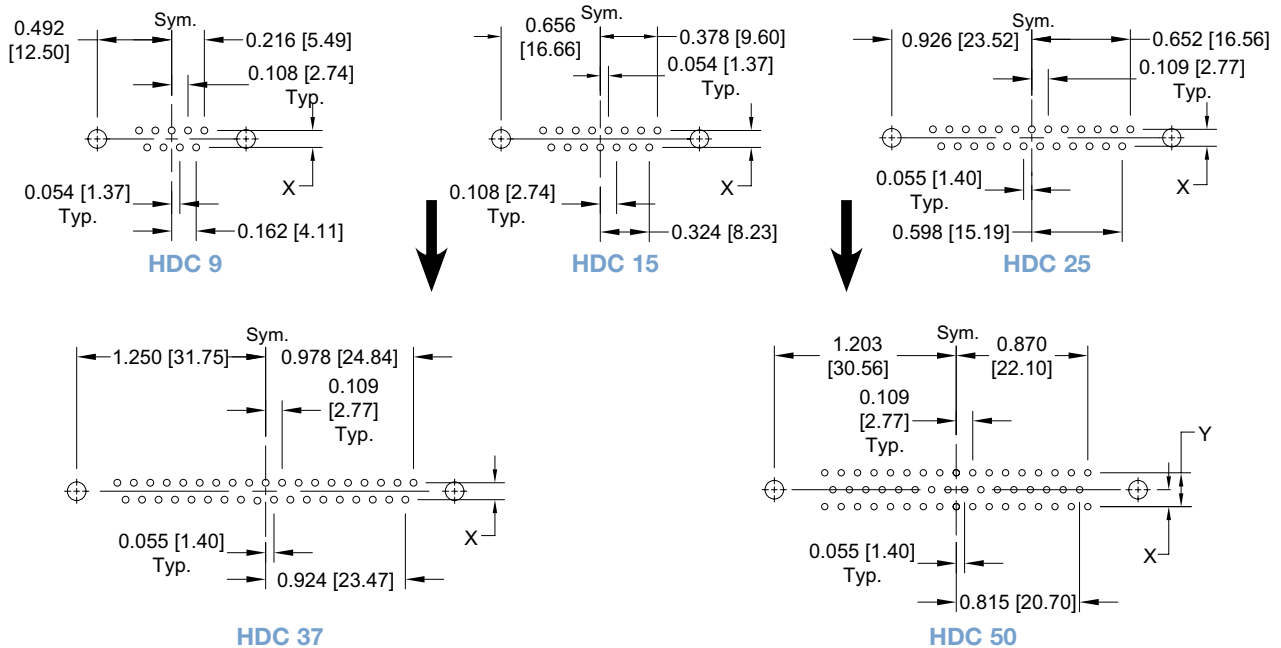 Sym.
0.492
[12.50]
0.216 [5.49]
0.108 [2.74]
Typ.
X
0.054 [1.37]
Typ.
0.162 [4.11]
HDC 9
Sym.
0.656
[16.66]
0.378 [9.60]
0.054 [1.37]
Typ.
X
0.108 [2.74]
Typ.
0.324 [8.23]
HDC 15
Sym.
0.926 [23.52]
0.652 [16.56]
0.109 [2.77]
Typ.
X
0.055 [1.40]
Typ.
0.598 [15.19]
HDC 25
Sym.
1.250 [31.75]
0.978 [24.84]
0.109
[2.77]
Typ.
X
0.055 [1.40]
Typ.
0.924 [23.47]
HDC 37
Sym.
1.203
[30.56]
0.870
[22.10]
0.109
[2.77]
Typ.
Y
X
0.055 [1.40]
Typ.
0.815 [20.70]
HDC 50